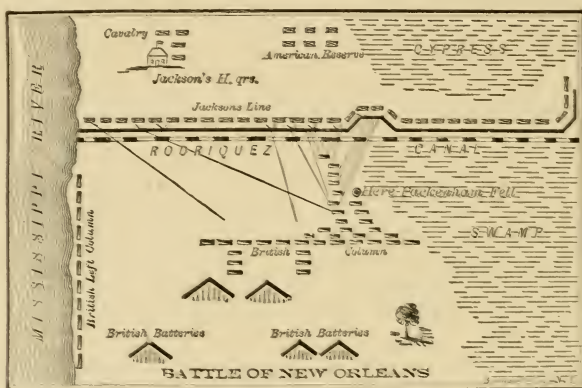 Cavalry
American Reserve
CYPRESS
Jackson's H. qrs.
Jacksons Line
MISSISSIPPI RIVER
RODRIQUEZ CANAL
Here Packenham Fell
SWAMP
British Left Column
British Column
British Batteries
British Batteries
BATTLE OF NEW ORLEANS